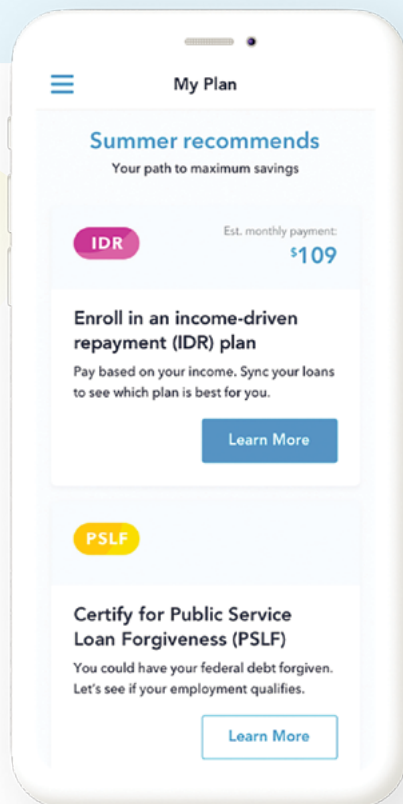 My Plan
Summer recommends
Your path to maximum savings
IDR
Est. monthly payment:
$109
Enroll in an income-driven
repayment (IDR) plan
Pay based on your income. Sync your loans
to see which plan is best for you.
Learn More
PSLF
Certify for Public Service
Loan Forgiveness (PSLF)
You could have your federal debt forgiven.
Let's see if your employment qualifies.
Learn More